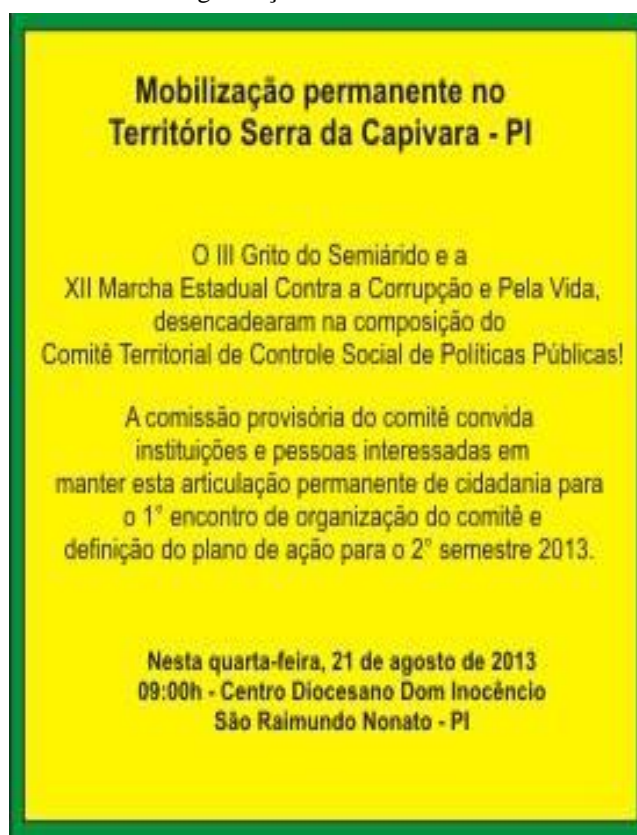 Mobilização permanente no
Território Serra da Capivara - PI
O III Grito do Semiárido e a
XII Marcha Estadual Contra a Corrupção e Pela Vida,
desencadearam na composição do
Comitê Territorial de Controle Social de Políticas Públicas!
A comissão provisória do comitê convida
instituições e pessoas interessadas em
manter esta articulação permanente de cidadania para
o 1° encontro de organização do comitê e
definição do plano de ação para o 2° semestre 2013.
Nesta quarta-feira, 21 de agosto de 2013
09:00h - Centro Diocesano Dom Inocêncio
São Raimundo Nonato - PI